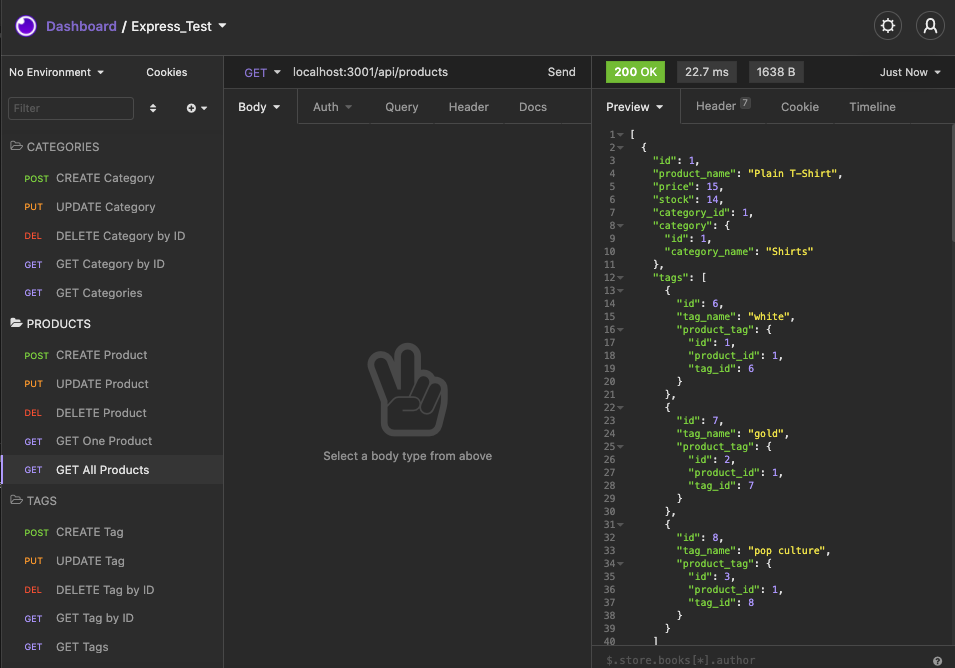 Dashboard / Express_Test
No Environment
Cookies
Filter
CATEGORIES
POST CREATE Category
PUT UPDATE Category
DEL DELETE Category by ID
GET GET Category by ID
GET GET Categories
PRODUCTS
POST CREATE Product
PUT UPDATE Product
DEL DELETE Product
GET GET One Product
GET GET All Products
TAGS
POST CREATE Tag
PUT UPDATE Tag
DEL DELETE Tag by ID
GET GET Tag by ID
GET GET Tags
GET localhost:3001/api/products Send
Body Auth Query Header Docs
Select a body type from above
200 OK 22.7 ms 1638 B Just Now
Preview Header 7 Cookie Timeline
1 [
2 {
3 "id": 1,
4 "product_name": "Plain T-Shirt",
5 "price": 15,
6 "stock": 14,
7 "category_id": 1,
8 "category": {
9 "id": 1,
10 "category_name": "Shirts"
11 },
12 "tags": [
13 {
14 "id": 6,
15 "tag_name": "white",
16 "product_tag": {
17 "id": 1,
18 "product_id": 1,
19 "tag_id": 6
20 }
21 },
22 {
23 "id": 7,
24 "tag_name": "gold",
25 "product_tag": {
26 "id": 2,
27 "product_id": 1,
28 "tag_id": 7
29 }
30 },
31 {
32 "id": 8,
33 "tag_name": "pop culture",
34 "product_tag": {
35 "id": 3,
36 "product_id": 1,
37 "tag_id": 8
38 }
39 }
40 ]
$.store.books[*].author